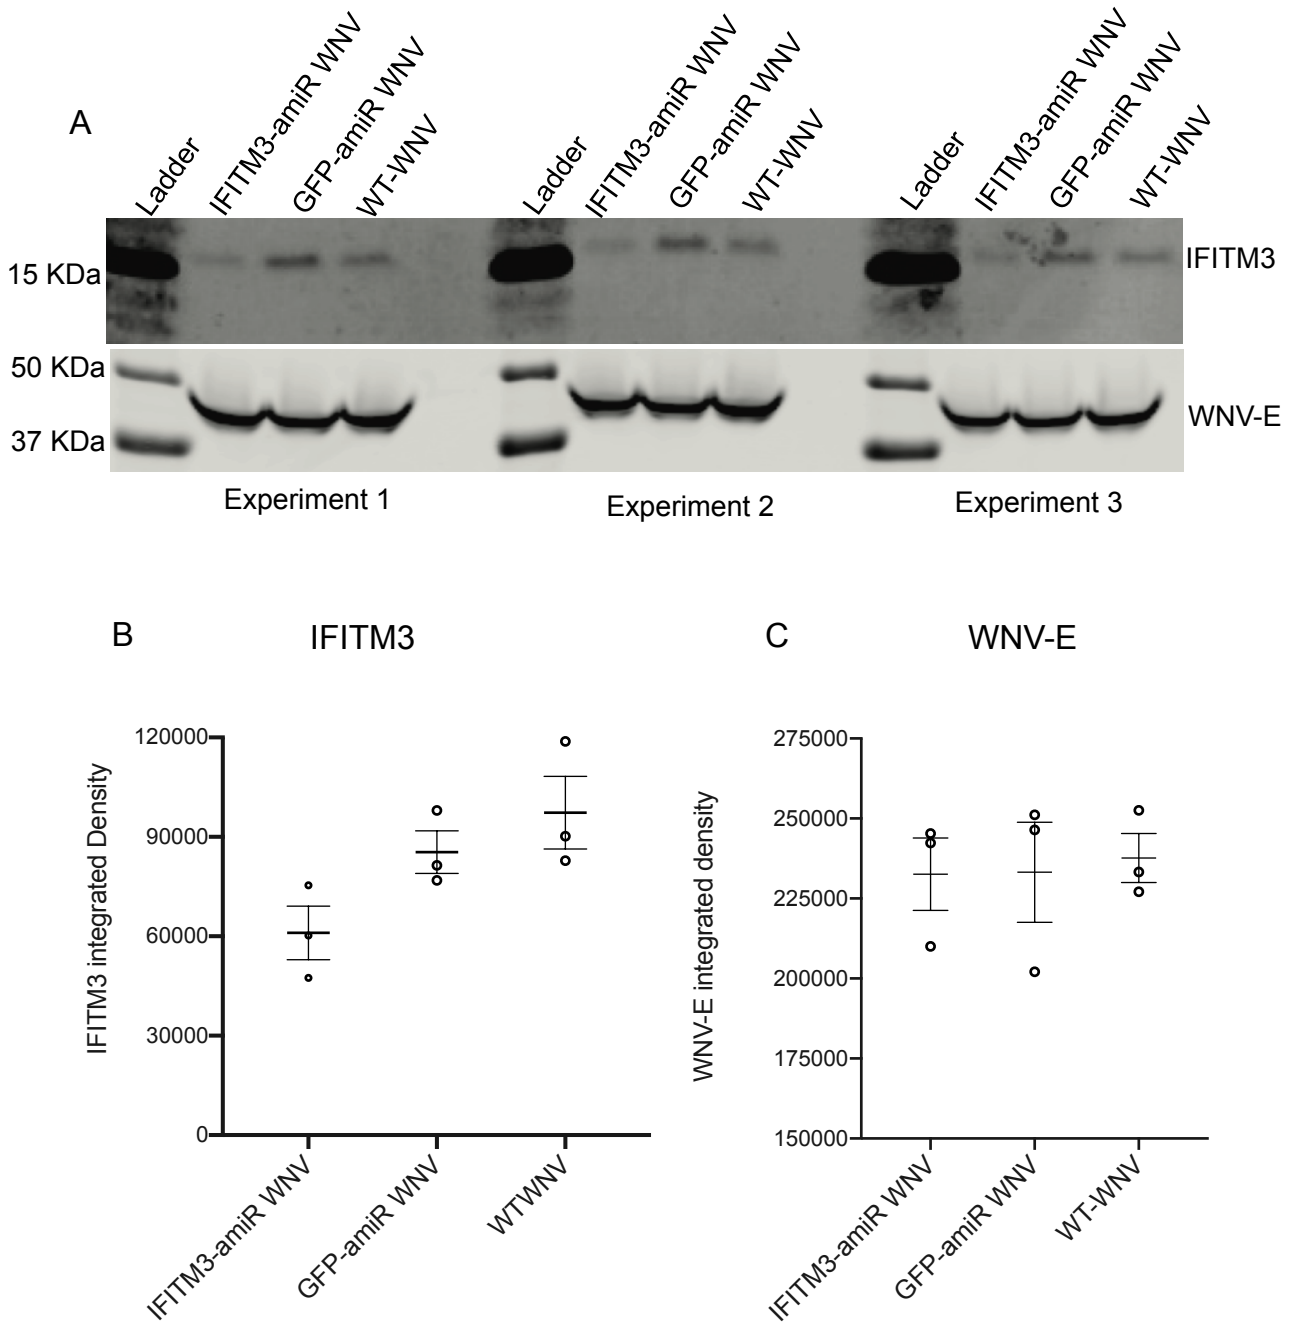 A
Ladder
IFITM3-amiR WNV
GFP-amiR WNV
WT-WNV
Ladder
IFITM3-amiR WNV
GFP-amiR WNV
WT-WNV
Ladder
IFITM3-amiR WNV
GFP-amiR WNV
WT-WNV
15 KDa
IFITM3
50 KDa
37 KDa
WNV-E
Experiment 1
Experiment 2
Experiment 3
B
IFITM3
IFITM3 integrated Density
120000
90000
60000
30000
0
IFITM3-amiR WNV
GFP-amiR WNV
WTWNV
C
WNV-E
WNV-E integrated density
275000
250000
225000
200000
175000
150000
IFITM3-amiR WNV
GFP-amiR WNV
WT-WNV